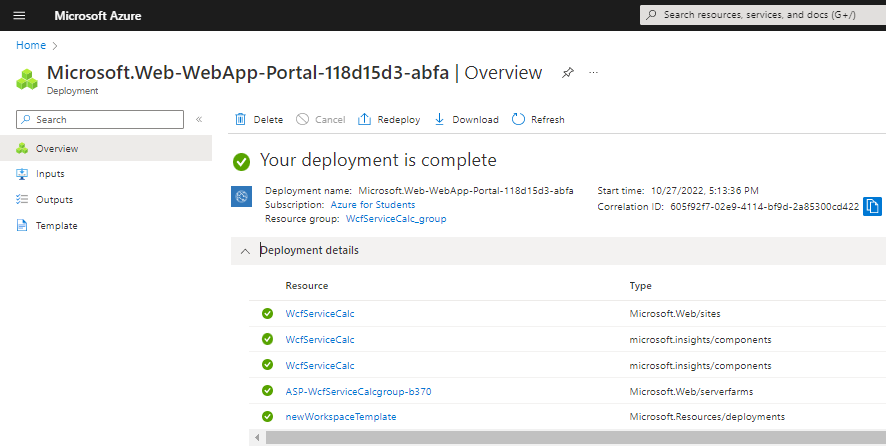 Microsoft Azure
Search resources, services, and docs (G+/)
Home
Microsoft.Web-WebApp-Portal-118d15d3-abfa | Overview
Deployment
Search
Delete Cancel Redeploy Download Refresh
Overview
Inputs
Outputs
Template
Your deployment is complete
Deployment name: Microsoft.Web-WebApp-Portal-118d15d3-abfa
Subscription: Azure for Students
Resource group: WcfServiceCalc_group
Start time: 10/27/2022, 5:13:36 PM
Correlation ID: 605f92f7-02e9-4114-bf9d-2a85300cd422
Deployment details
Resource Type
WcfServiceCalc Microsoft.Web/sites
WcfServiceCalc microsoft.insights/components
WcfServiceCalc microsoft.insights/components
ASP-WcfServiceCalcgroup-b370 Microsoft.Web/serverfarms
newWorkspaceTemplate Microsoft.Resources/deployments